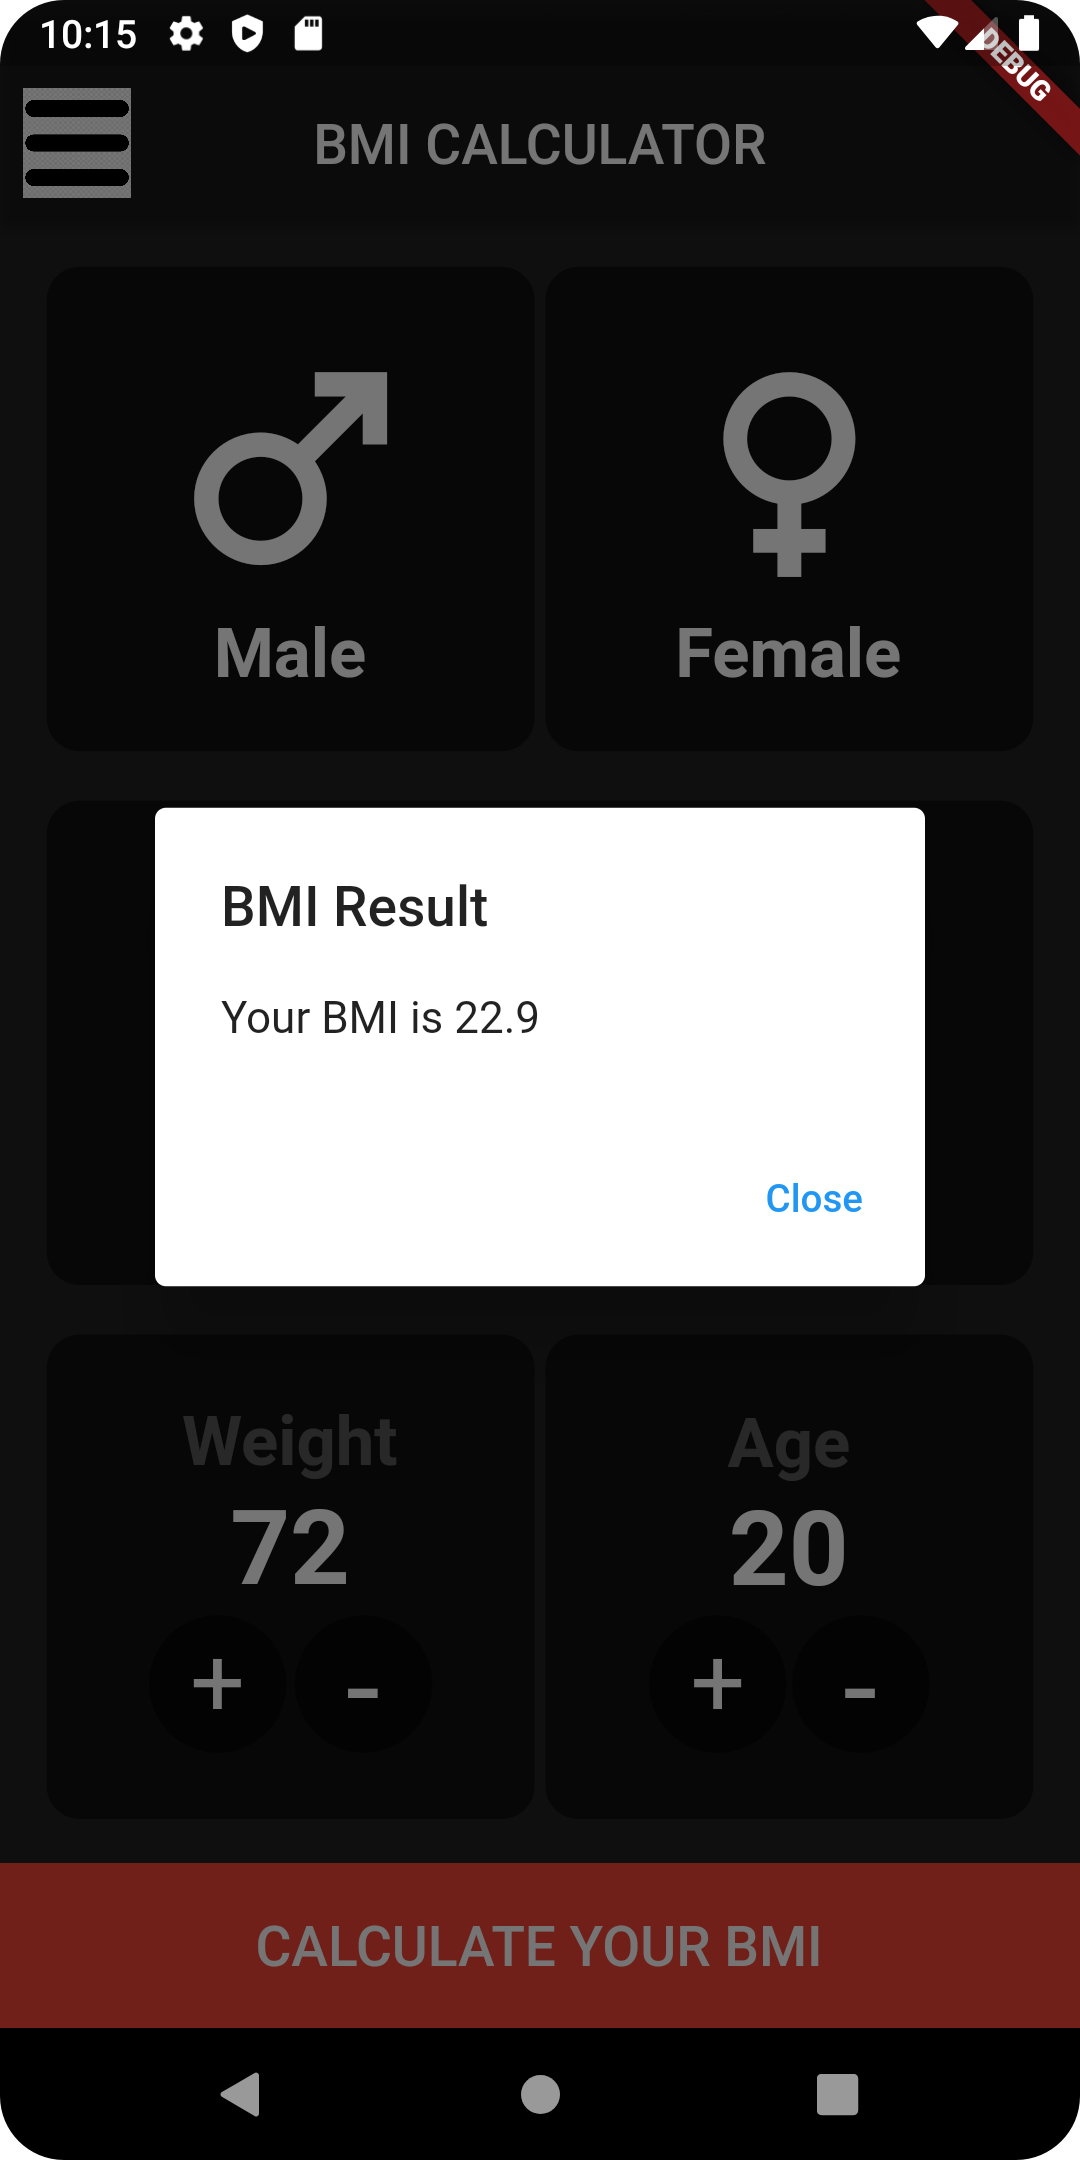 10:15
DEBUG
BMI CALCULATOR
Male
Female
BMI Result
Your BMI is 22.9
Close
Weight
Age
72
20
+ -
+ -
CALCULATE YOUR BMI